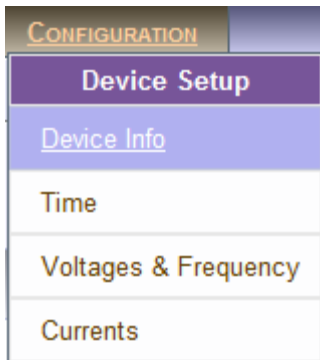 CONFIGURATION
Device Setup
Device Info
Time
Voltages & Frequency
Currents